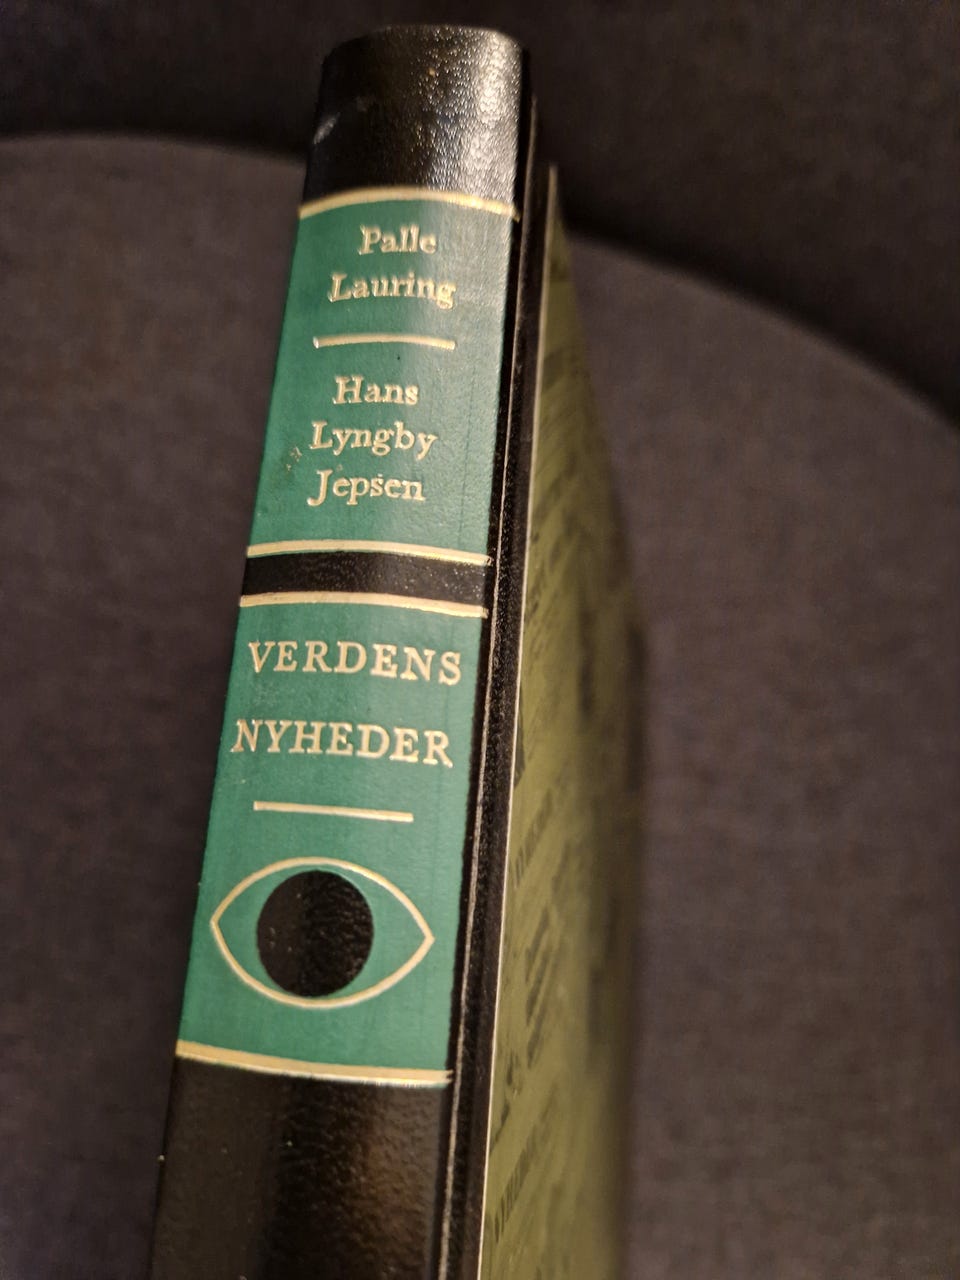 Palle
Lauring
Hans
Lyngby
Jepsen
VERDENS
NYHEDER